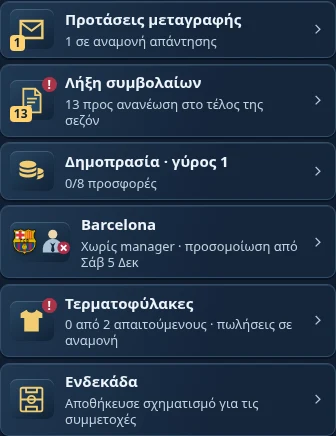 Προτάσεις μεταγραφής
1 σε αναμονή απάντησης
1
Λήξη συμβολαίων
!
13 προς ανανέωση στο τέλος της
σεζόν
13
Δημοπρασία · γύρος 1
0/8 προσφορές
Barcelona
Χωρίς manager · προσομοίωση από
Σάβ 5 Δεκ
Τερματοφύλακες
!
0 από 2 απαιτούμενους · πωλήσεις σε
αναμονή
Ενδεκάδα
Αποθήκευσε σχηματισμό για τις
συμμετοχές